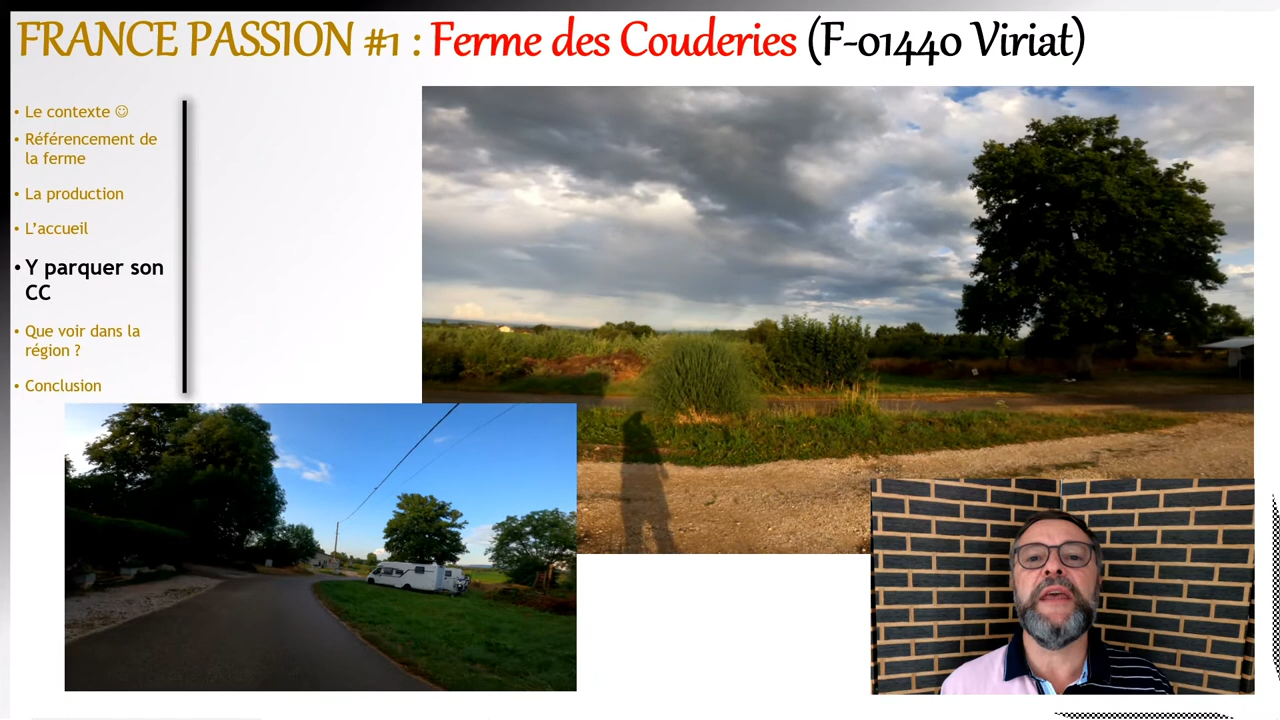 FRANCE PASSION #1 : Ferme des Couderies (F-01440 Viriat)
• Le contexte ☺
• Référencement de
la ferme
• La production
• L’accueil
• Y parquer son
CC
• Que voir dans la
région ?
• Conclusion